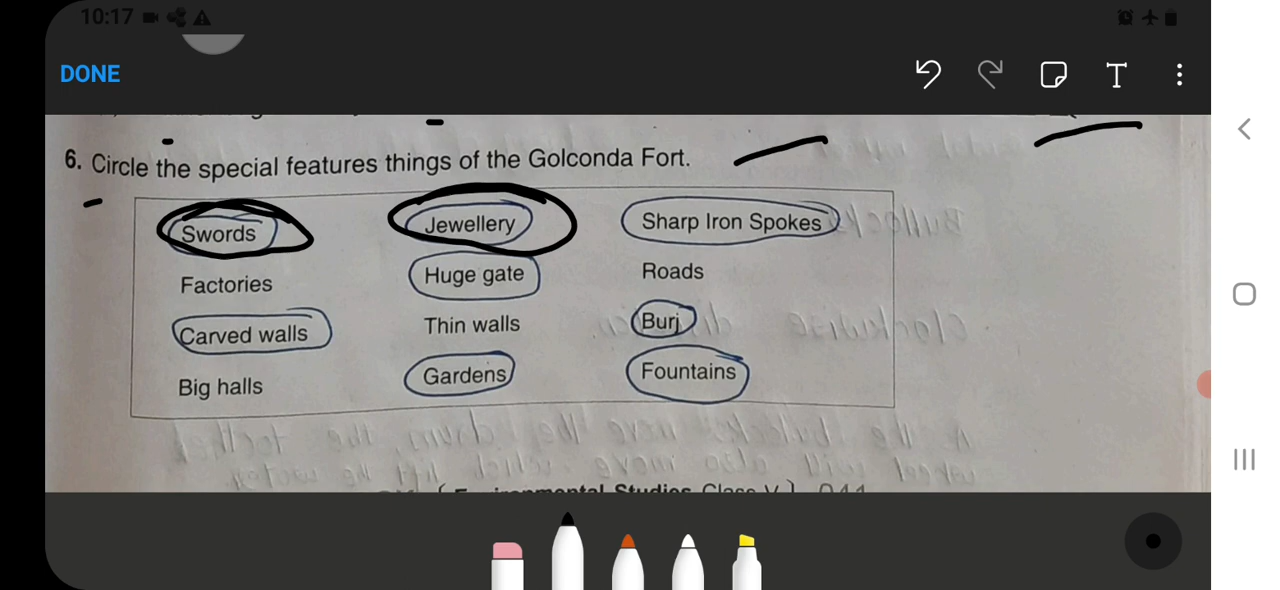 10:17
DONE
T
6. Circle the special features things of the Golconda Fort.
Swords Jewellery Sharp Iron Spokes
Factories Huge gate Roads
Carved walls Thin walls Burj
Big halls Gardens Fountains
Environmental Studies Class V